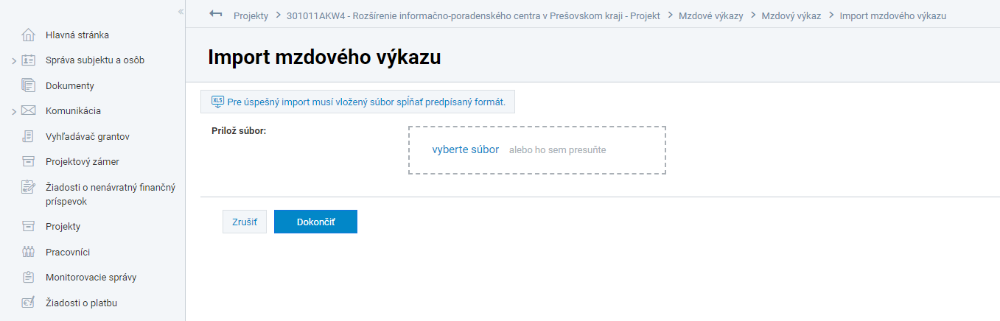 «
Projekty > 301011AKW4 - Rozšírenie informačno-poradenského centra v Prešovskom kraji - Projekt > Mzdové výkazy > Mzdový výkaz > Import mzdového výkazu
Hlavná stránka
Správa subjektu a osôb
Dokumenty
Komunikácia
Vyhľadávač grantov
Projektový zámer
Žiadosti o nenávratný finančný
príspevok
Projekty
Pracovníci
Monitorovacie správy
Žiadosti o platbu
Import mzdového výkazu
XLS Pre úspešný import musí vložený súbor spĺňať predpísaný formát.
Prilož súbor:
vyberte súbor alebo ho sem presuňte
Zrušiť Dokončiť